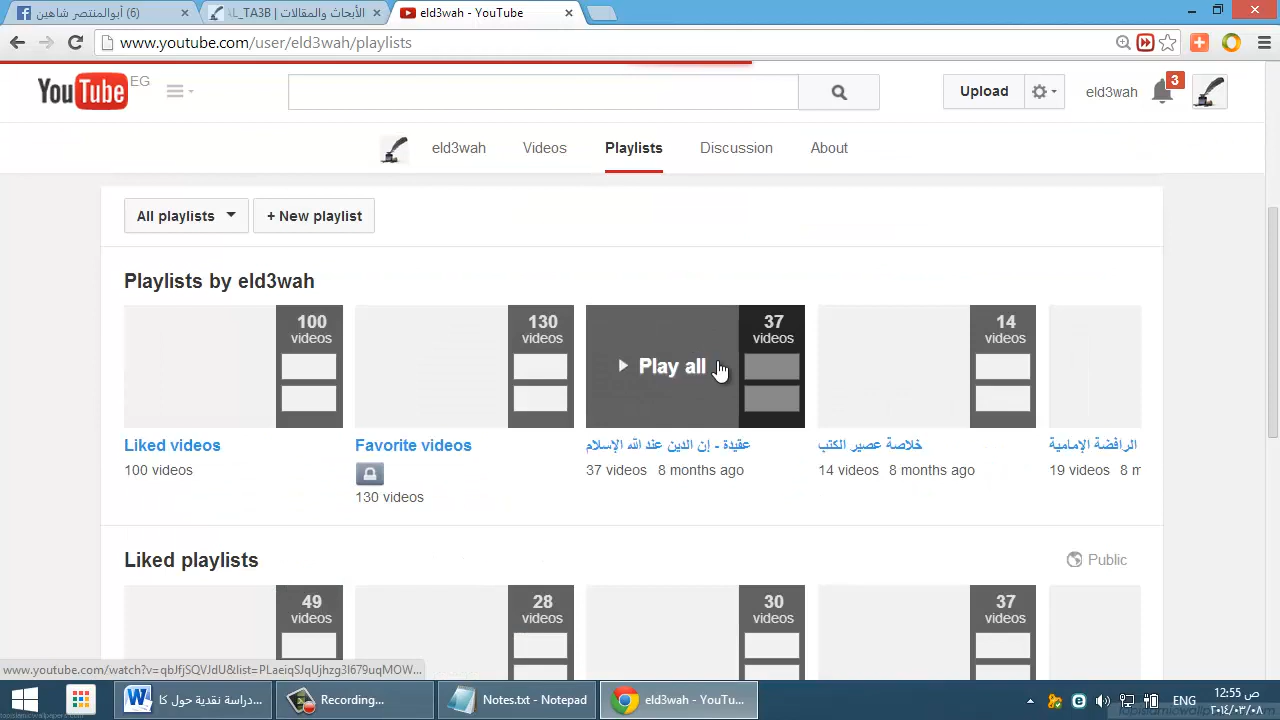 (6) أبوالمنتصر شاهين
الأبحاث والمقالات | L_TA3B\
eld3wah - YouTube
www.youtube.com/user/eld3wah/playlists
YouTube EG
Upload
eld3wah
3
eld3wah
Videos
Playlists
Discussion
About
All playlists
+ New playlist
Playlists by eld3wah
100 videos
130 videos
37 videos
14 videos
Play all
Liked videos
Favorite videos
عقيدة - إن الدين عند الله الإسلام
خلاصة عصير الكتب
الرافضة الإمامية
100 videos
37 videos 8 months ago
14 videos 8 months ago
19 videos 8 m
130 videos
Liked playlists
Public
49 videos
28 videos
30 videos
37 videos
www.youtube.com/watch?v=qbJfjSQVJdU&list=PLaeiqSJqUjhzg3I679uqMOW...
دراسة نقدية حول كا...
Recording...
Notes.txt - Notepad
eld3wah - YouTu...
ENG
12:55 ص
٢٠١٤/٠٣/٠٨